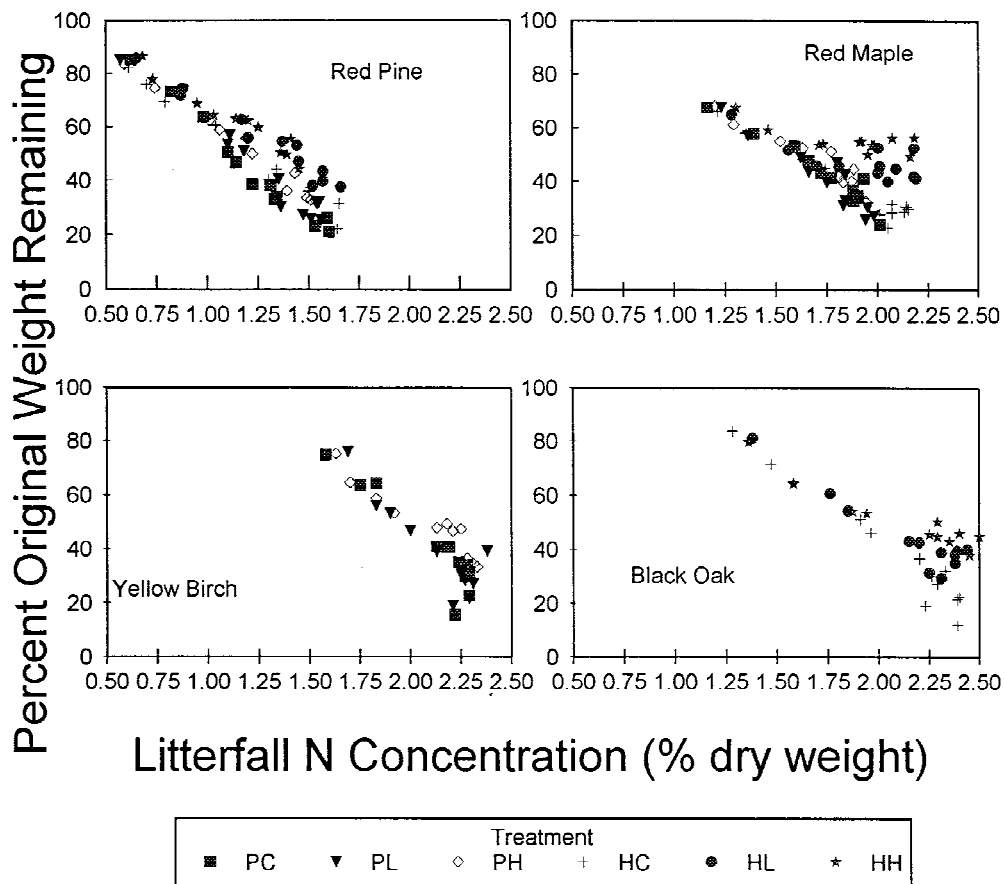 Percent Original Weight Remaining
100
80
60
40
20
0
Red Pine
0.50 0.75 1.00 1.25 1.50 1.75 2.00 2.25 2.50
100
80
60
40
20
0
Red Maple
0.50 0.75 1.00 1.25 1.50 1.75 2.00 2.25 2.50
100
80
60
40
20
0
Yellow Birch
0.50 0.75 1.00 1.25 1.50 1.75 2.00 2.25 2.50
100
80
60
40
20
0
Black Oak
0.50 0.75 1.00 1.25 1.50 1.75 2.00 2.25 2.50
Litterfall N Concentration (% dry weight)
Treatment
PC PL PH HC HL HH